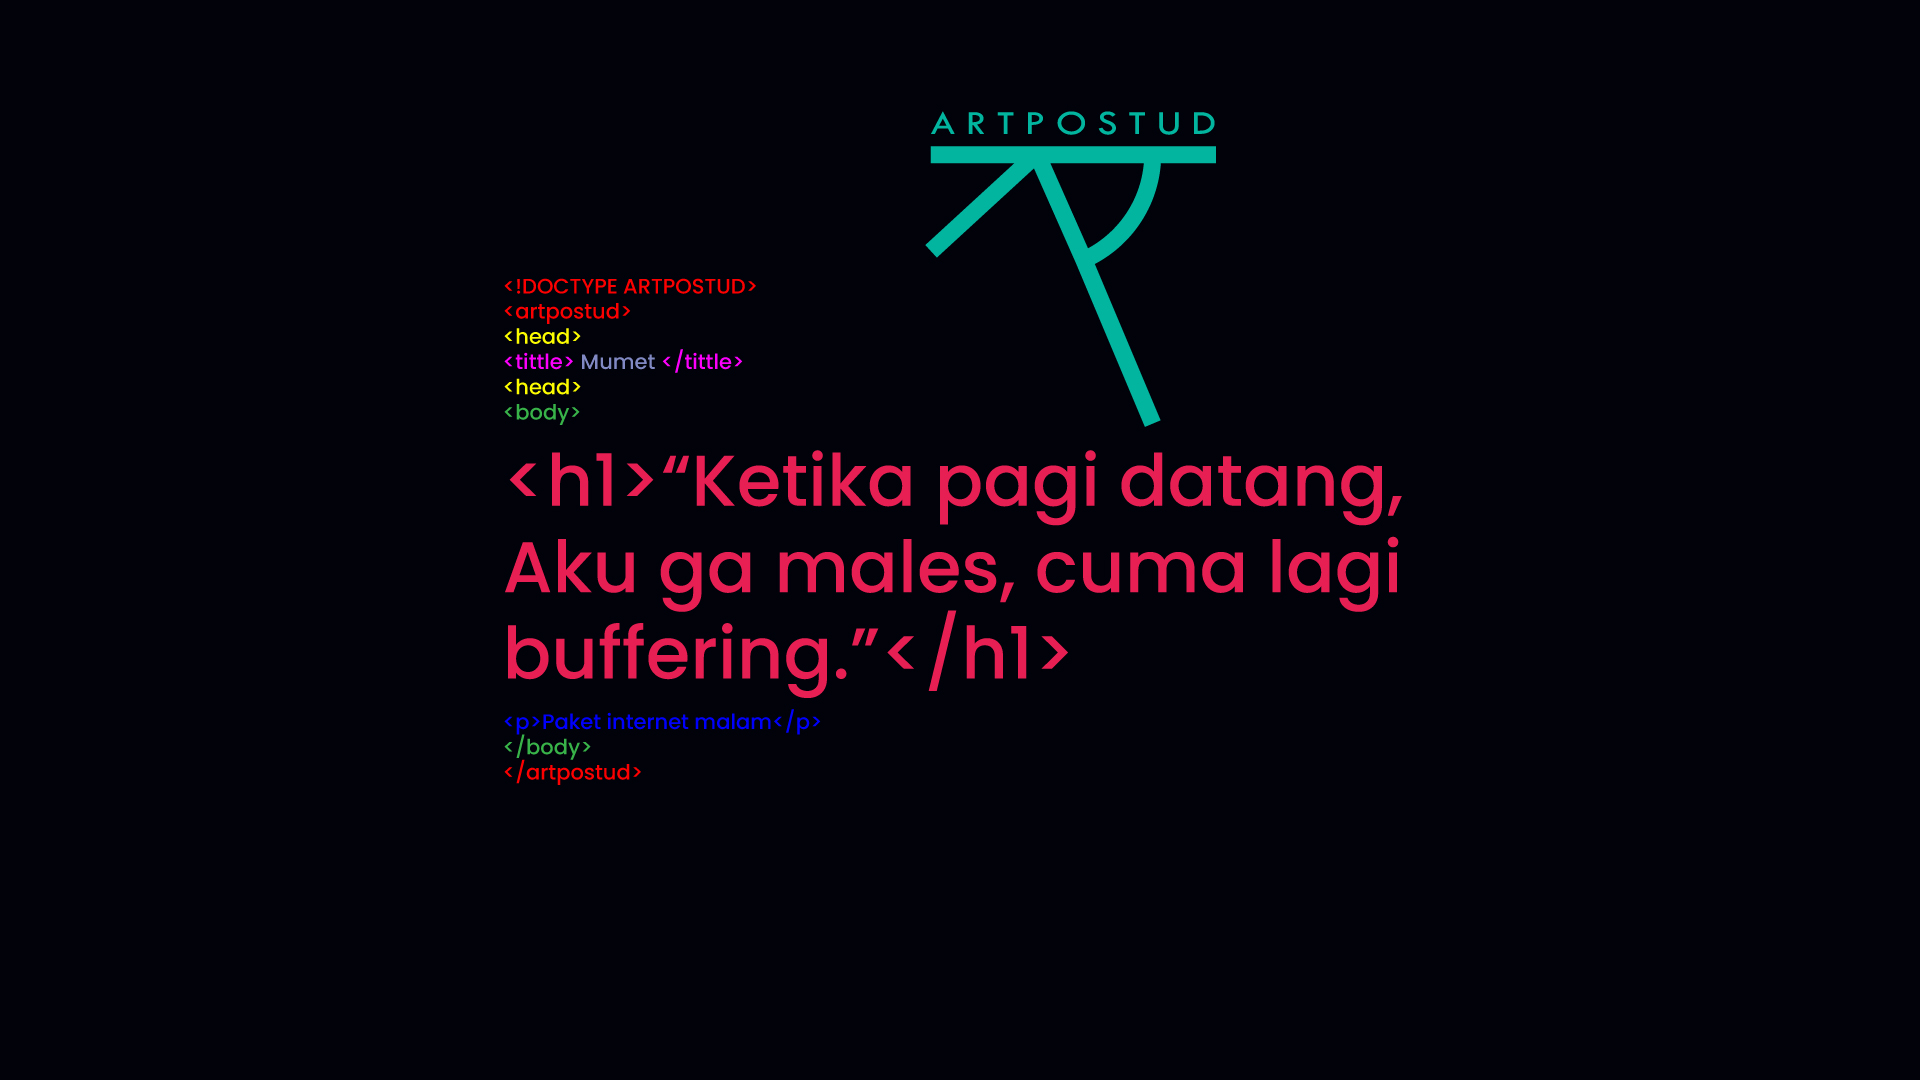 ARTPOSTUD
<!DOCTYPE ARTPOSTUD>
<artpostud>
<head>
<tittle> Mumet </tittle>
<head>
<body>
<h1>“Ketika pagi datang,
Aku ga males, cuma lagi
buffering.”</h1>
<p>Paket internet malam</p>
</body>
</artpostud>